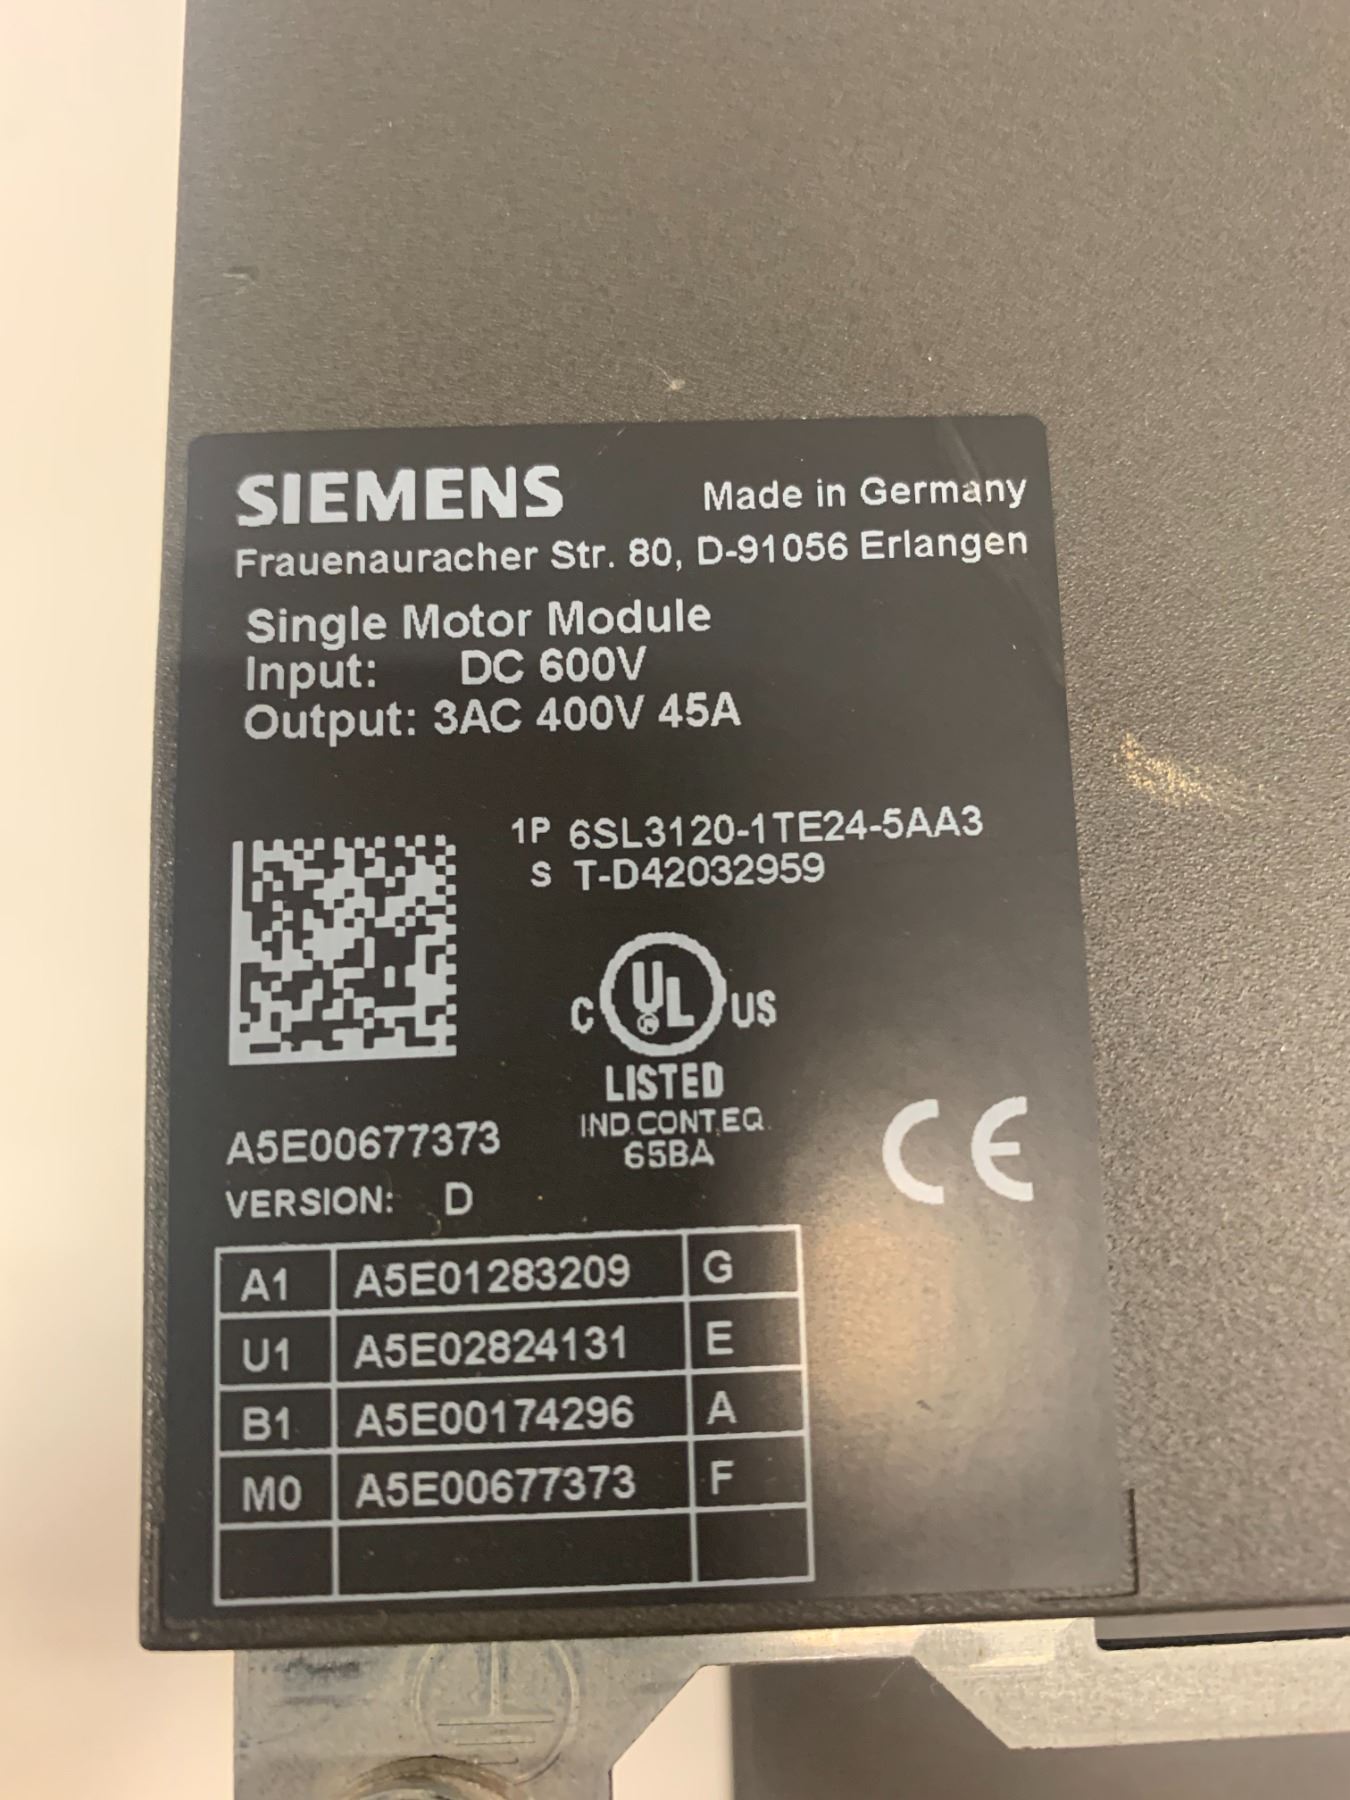 SIEMENS Made in Germany
Frauenauracher Str. 80, D-91056 Erlangen
Single Motor Module
Input: DC 600V
Output: 3AC 400V 45A
1P 6SL3120-1TE24-5AA3
S T-D42032959
C UL US
LISTED
IND.CONT.EQ.
65BA
CE
A5E00677373
VERSION: D
A1 A5E01283209 G
U1 A5E02824131 E
B1 A5E00174296 A
M0 A5E00677373 F